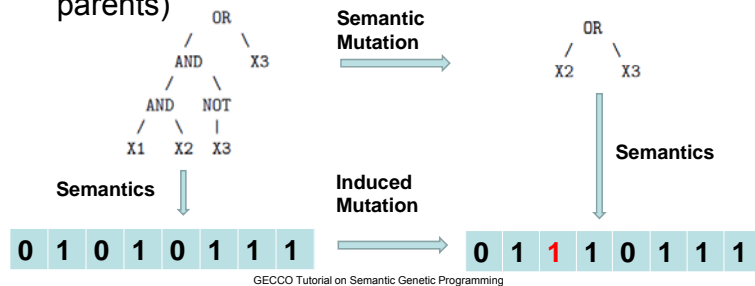 parents)
OR
AND X3
AND NOT
X1 X2 X3
Semantic
Mutation
OR
X2 X3
Semantics
Induced
Mutation
Semantics
0 1 0 1 0 1 1 1
0 1 1 1 0 1 1 1
GECCO Tutorial on Semantic Genetic Programming